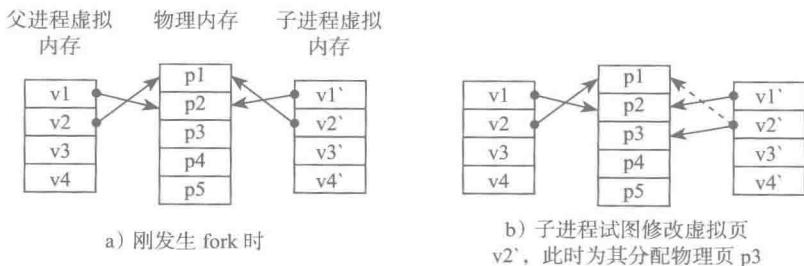 父进程虚拟 物理内存 子进程虚拟
内存 内存
v1 p1 v1`
v2 p2 v2`
v3 p3 v3`
v4 p4 v4`
p5
a）刚发生 fork 时
v1 p1 v1`
v2 p2 v2`
v3 p3 v3`
v4 p4 v4`
p5
b）子进程试图修改虚拟页
v2`，此时为其分配物理页 p3